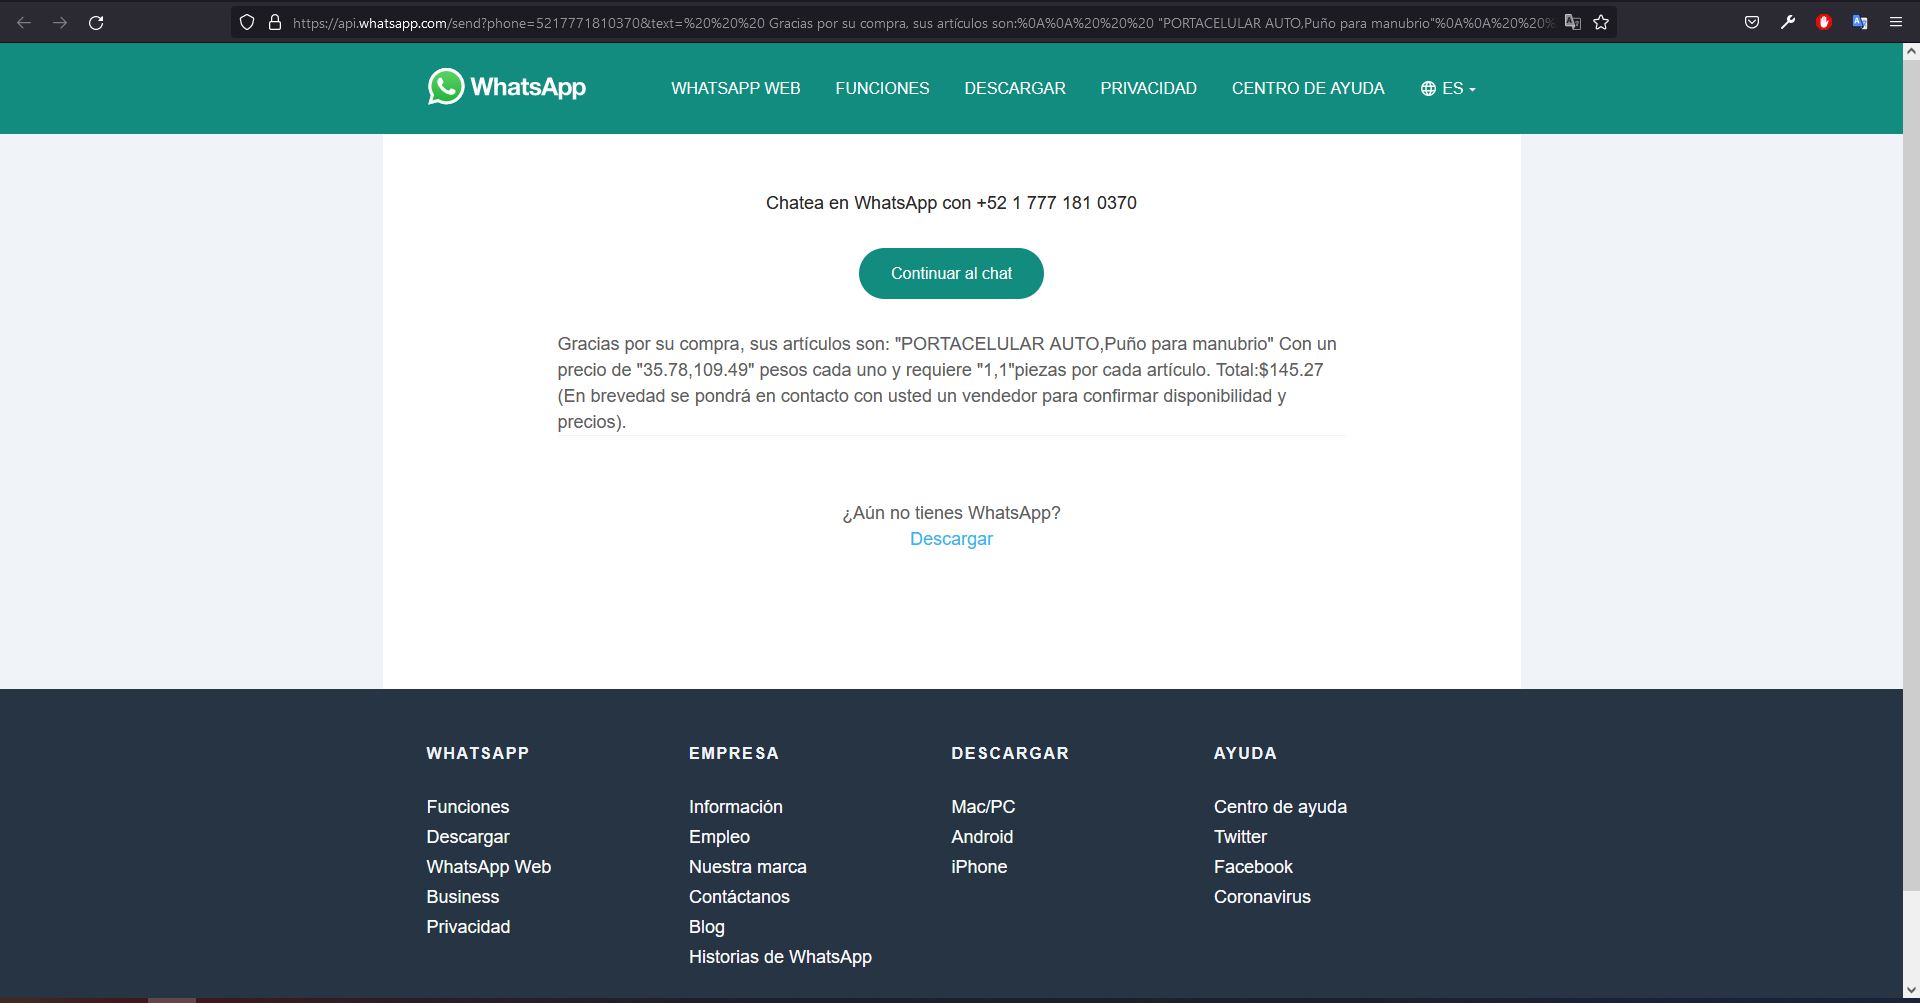 https://api.whatsapp.com/send?phone=5217771810370&text=%20%20%20%20 Gracias por su compra, sus artículos son:%0A%0A%20%20%20%20 "PORTACELULAR AUTO,Puño para manubrio"%0A%0A%20%20%20%
WhatsApp
WHATSAPP WEB
FUNCIONES
DESCARGAR
PRIVACIDAD
CENTRO DE AYUDA
ES
Chatea en WhatsApp con +52 1 777 181 0370
Continuar al chat
Gracias por su compra, sus artículos son: "PORTACELULAR AUTO,Puño para manubrio" Con un
precio de "35.78,109.49" pesos cada uno y requiere "1,1"piezas por cada artículo. Total:$145.27
(En brevedad se pondrá en contacto con usted un vendedor para confirmar disponibilidad y
precios).
¿Aún no tienes WhatsApp?
Descargar
WHATSAPP
Funciones
Descargar
WhatsApp Web
Business
Privacidad
EMPRESA
Información
Empleo
Nuestra marca
Contáctanos
Blog
Historias de WhatsApp
DESCARGAR
Mac/PC
Android
iPhone
AYUDA
Centro de ayuda
Twitter
Facebook
Coronavirus